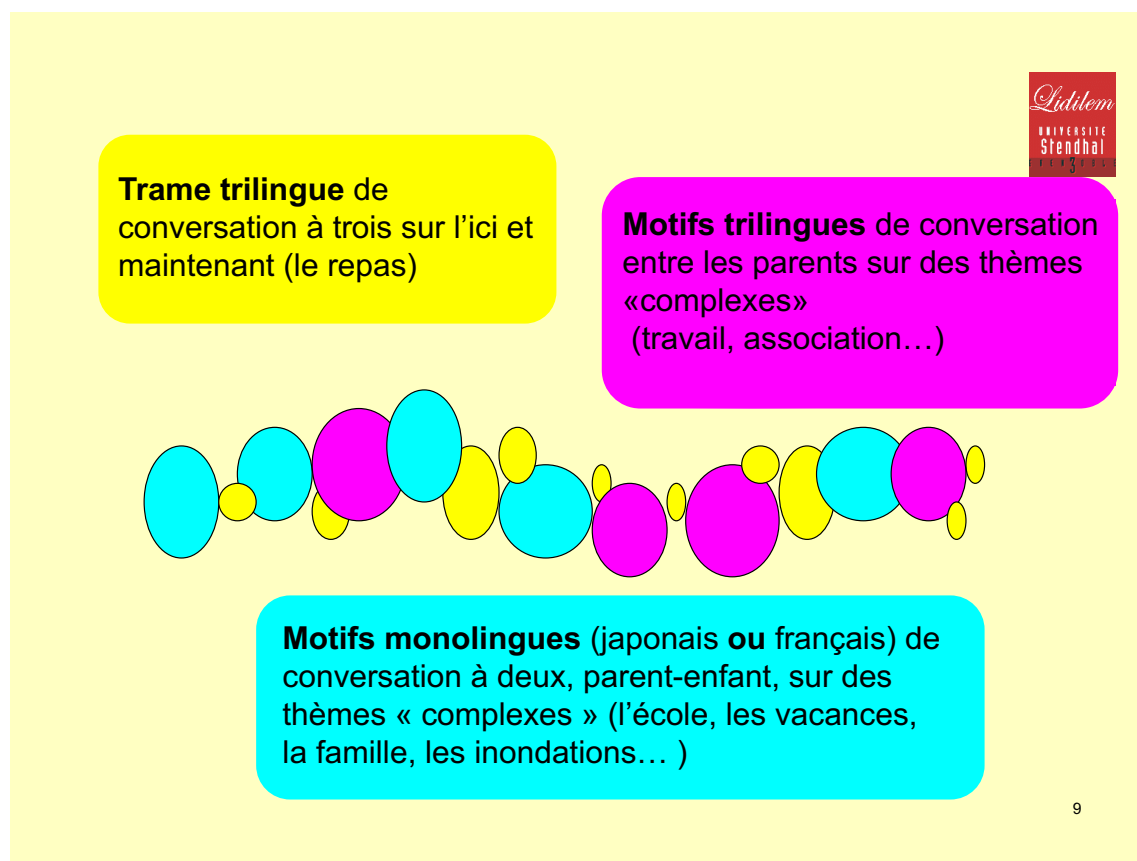 Lidilem
UNIVERSITE
Stendhal
Trame trilingue de
conversation à trois sur l’ici et
maintenant (le repas)
Motifs trilingues de conversation
entre les parents sur des thèmes
«complexes»
(travail, association…)
Motifs monolingues (japonais ou français) de
conversation à deux, parent-enfant, sur des
thèmes « complexes » (l’école, les vacances,
la famille, les inondations… )
9